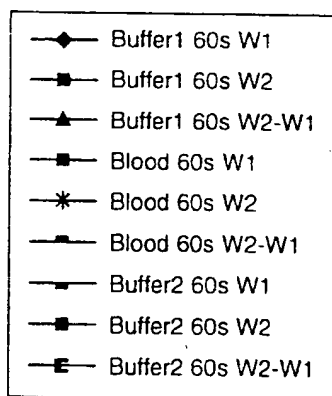 Buffer1 60s W1
Buffer1 60s W2
Buffer1 60s W2-W1
Blood 60s W1
Blood 60s W2
Blood 60s W2-W1
Buffer2 60s W1
Buffer2 60s W2
Buffer2 60s W2-W1